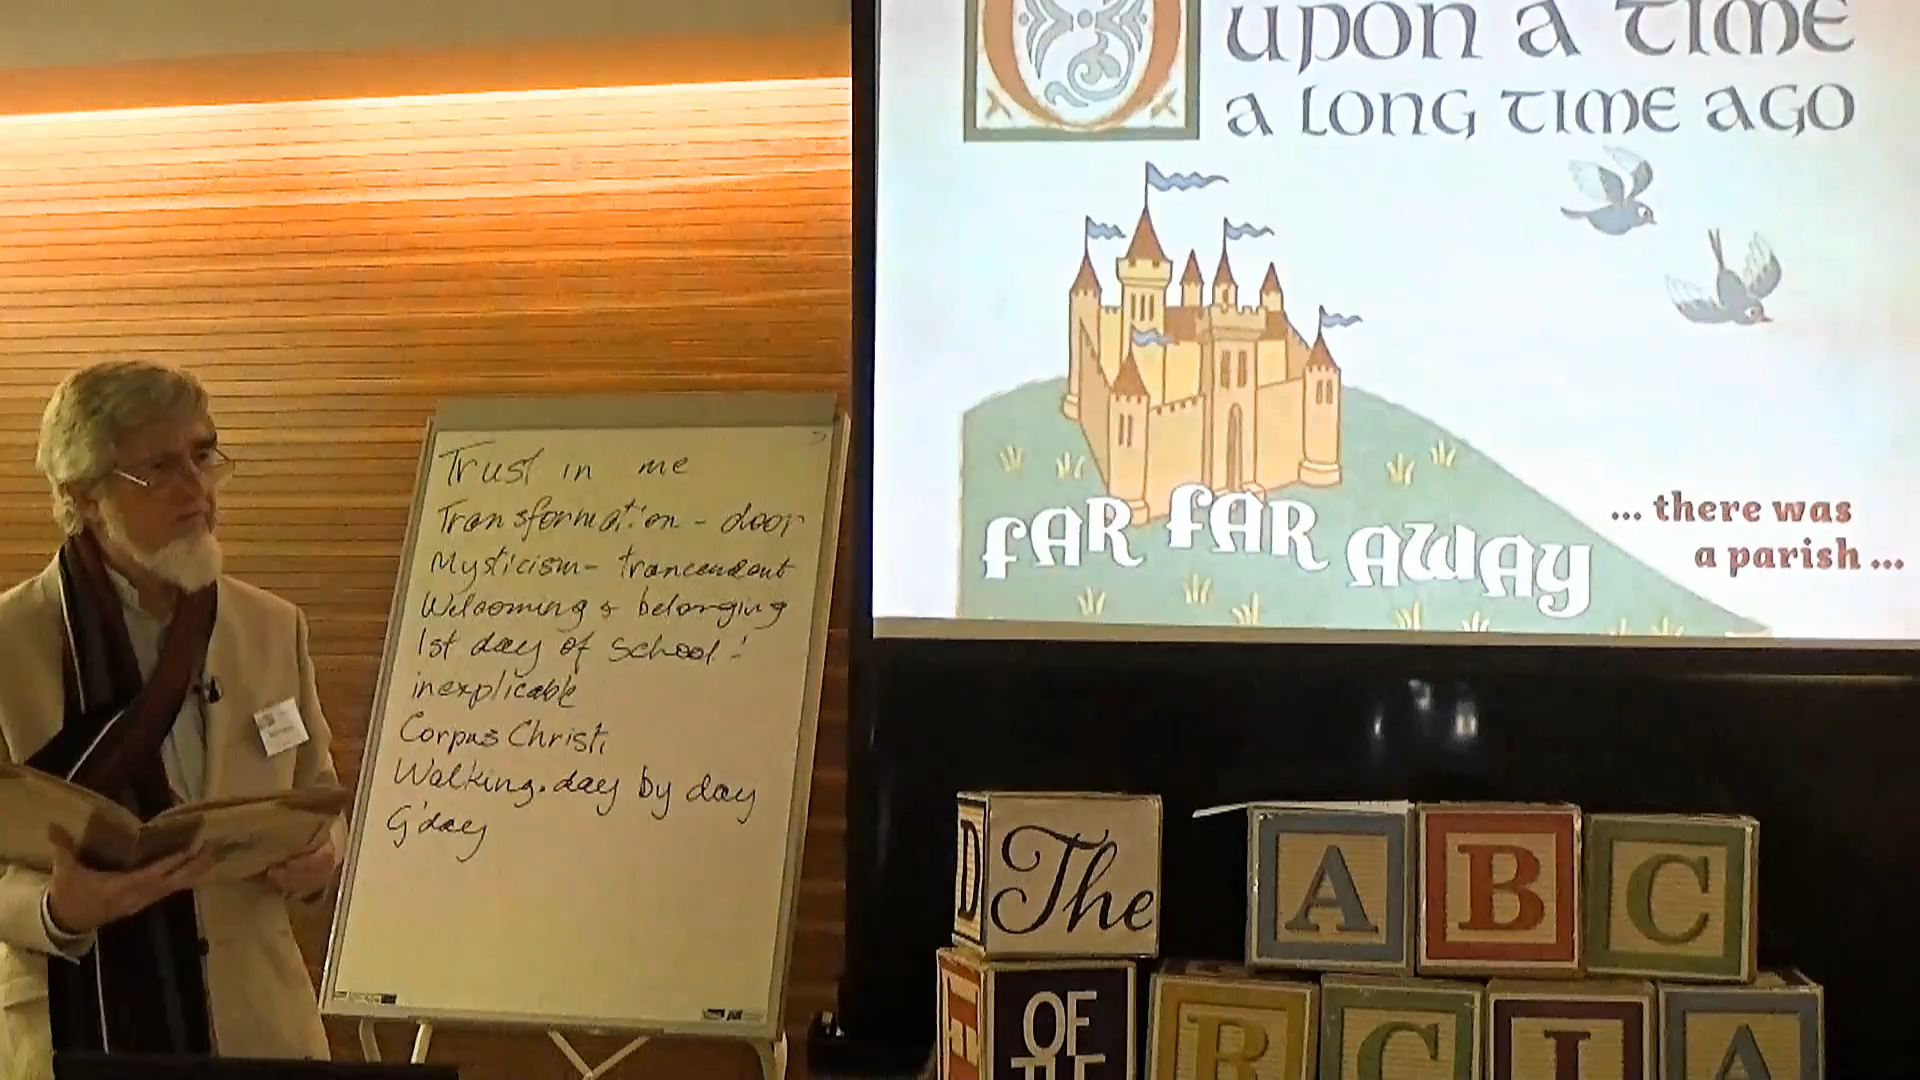 Trust in me
Transformation - door
Mysticism - trancendent
Welcoming & belonging
1st day of school!
inexplicable
Corpus Christi
Walking. day by day
G'day
O
UPON A TIME
A LONG TIME AGO
FAR FAR AWAY
... there was
a parish ...
D The A B C
OF
THE
B C I A